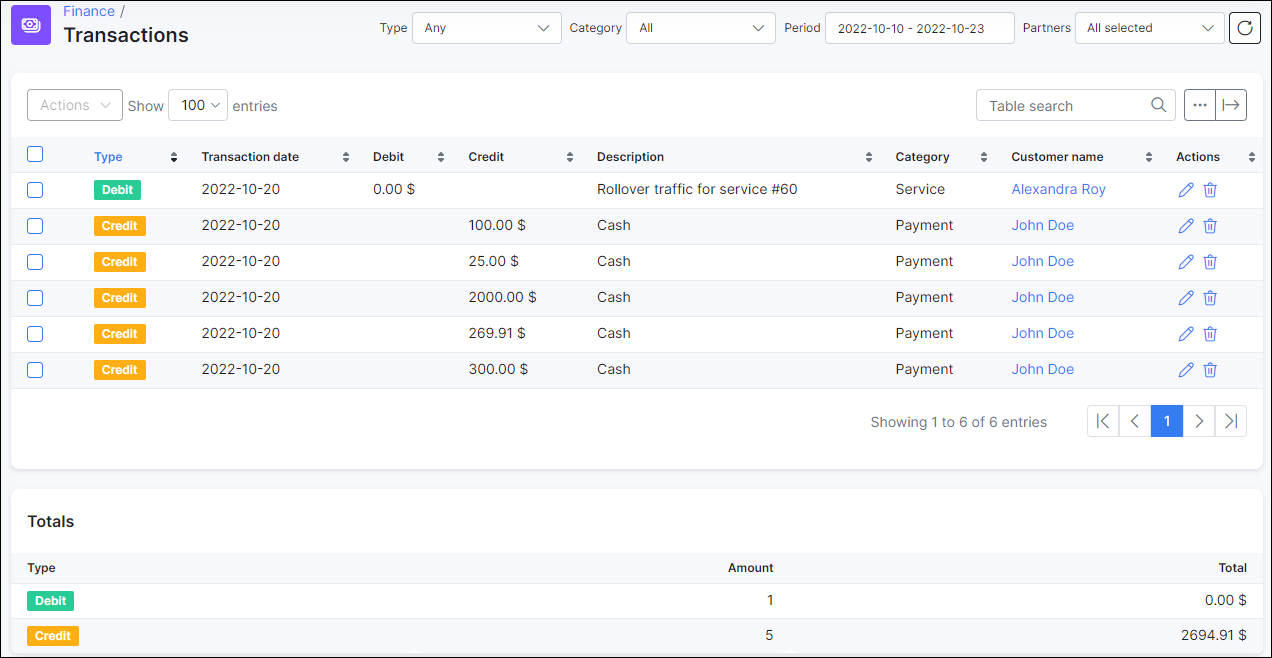 Finance /
Transactions
Type Any Category All Period 2022-10-10 - 2022-10-23 Partners All selected
Actions Show 100 entries Table search
Type Transaction date Debit Credit Description Category Customer name Actions
Debit 2022-10-20 0.00 $ Rollover traffic for service #60 Service Alexandra Roy
Credit 2022-10-20 100.00 $ Cash Payment John Doe
Credit 2022-10-20 25.00 $ Cash Payment John Doe
Credit 2022-10-20 2000.00 $ Cash Payment John Doe
Credit 2022-10-20 269.91 $ Cash Payment John Doe
Credit 2022-10-20 300.00 $ Cash Payment John Doe
Showing 1 to 6 of 6 entries 1
Totals
Type Amount Total
Debit 1 0.00 $
Credit 5 2694.91 $